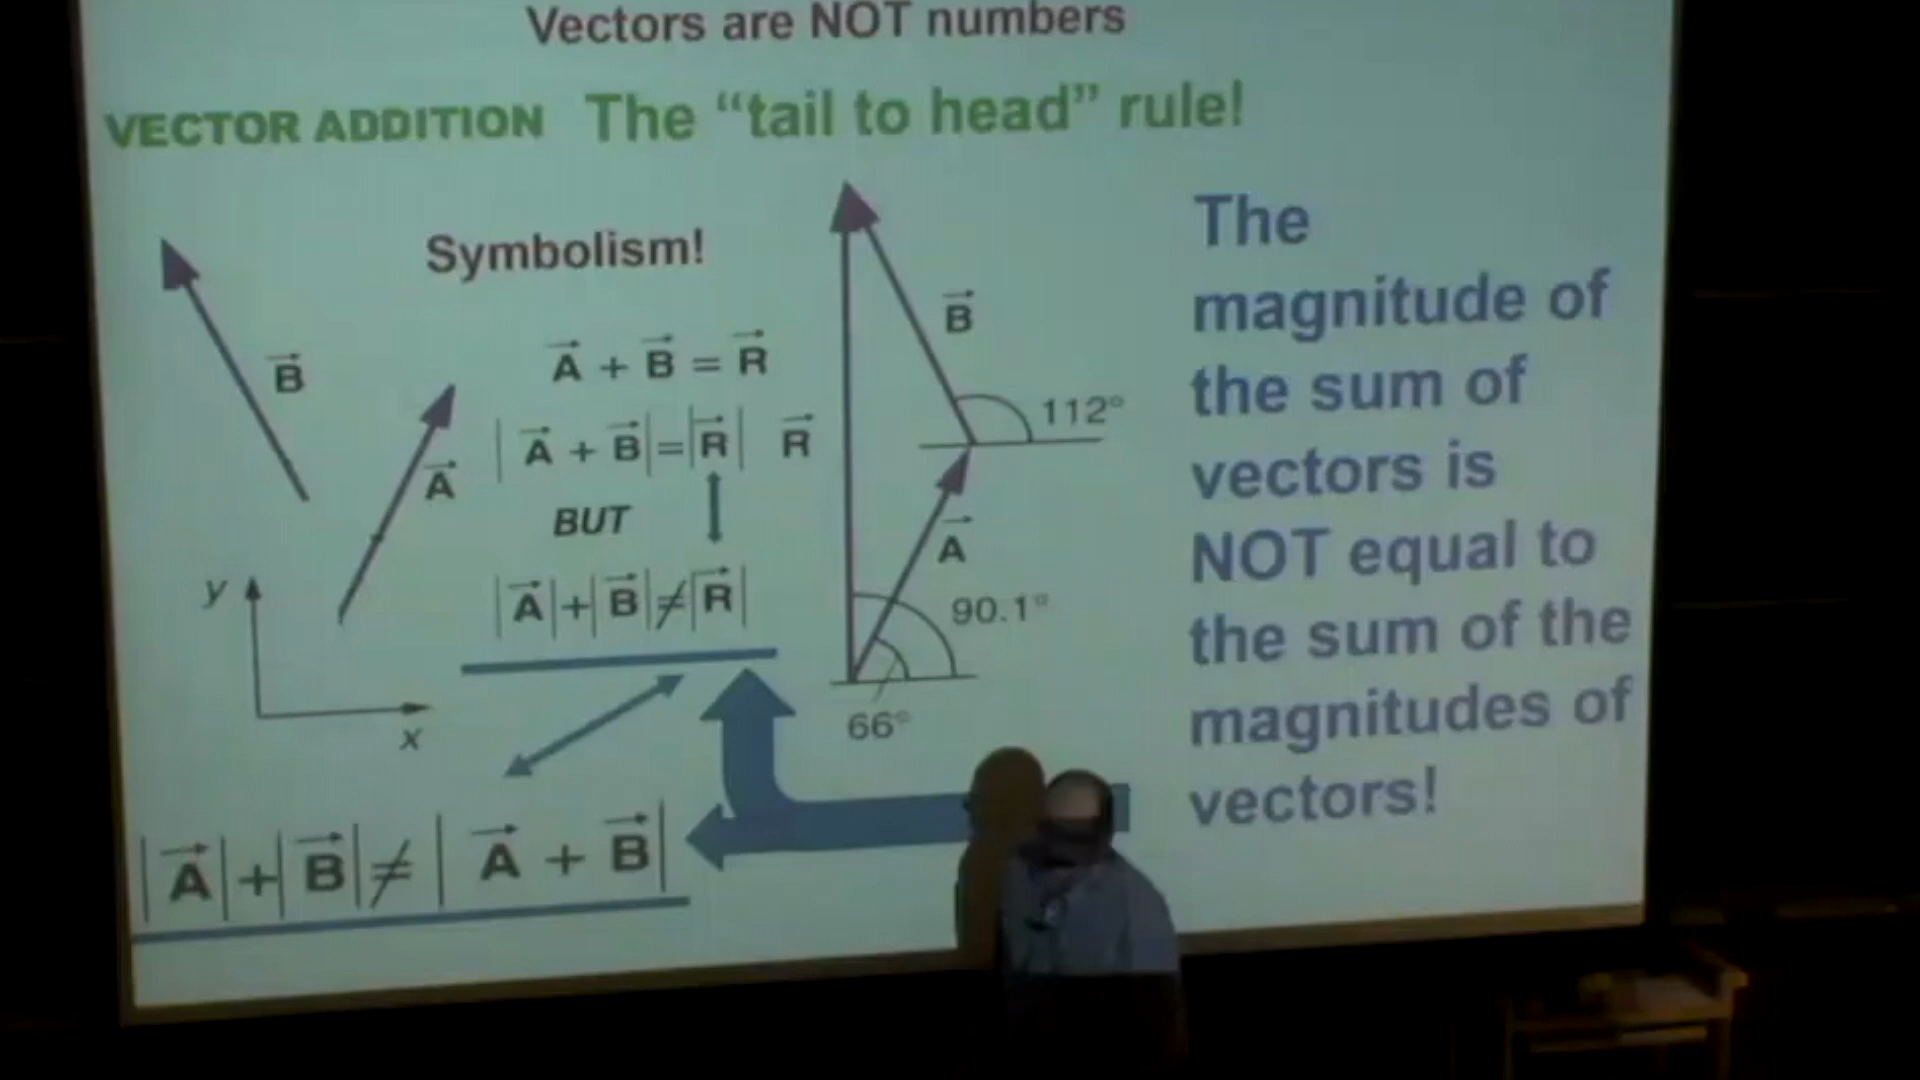 Vectors are NOT numbers
VECTOR ADDITION The “tail to head” rule!
Symbolism!
B⃗
A⃗
y
x
A⃗ + B⃗ = R⃗
|A⃗ + B⃗| = |R⃗| R⃗
BUT
|A⃗| + |B⃗| ≠ |R⃗|
|A⃗| + |B⃗| ≠ |A⃗ + B⃗|
B⃗
112°
A⃗
90.1°
66°
The
magnitude of
the sum of
vectors is
NOT equal to
the sum of the
magnitudes of
vectors!